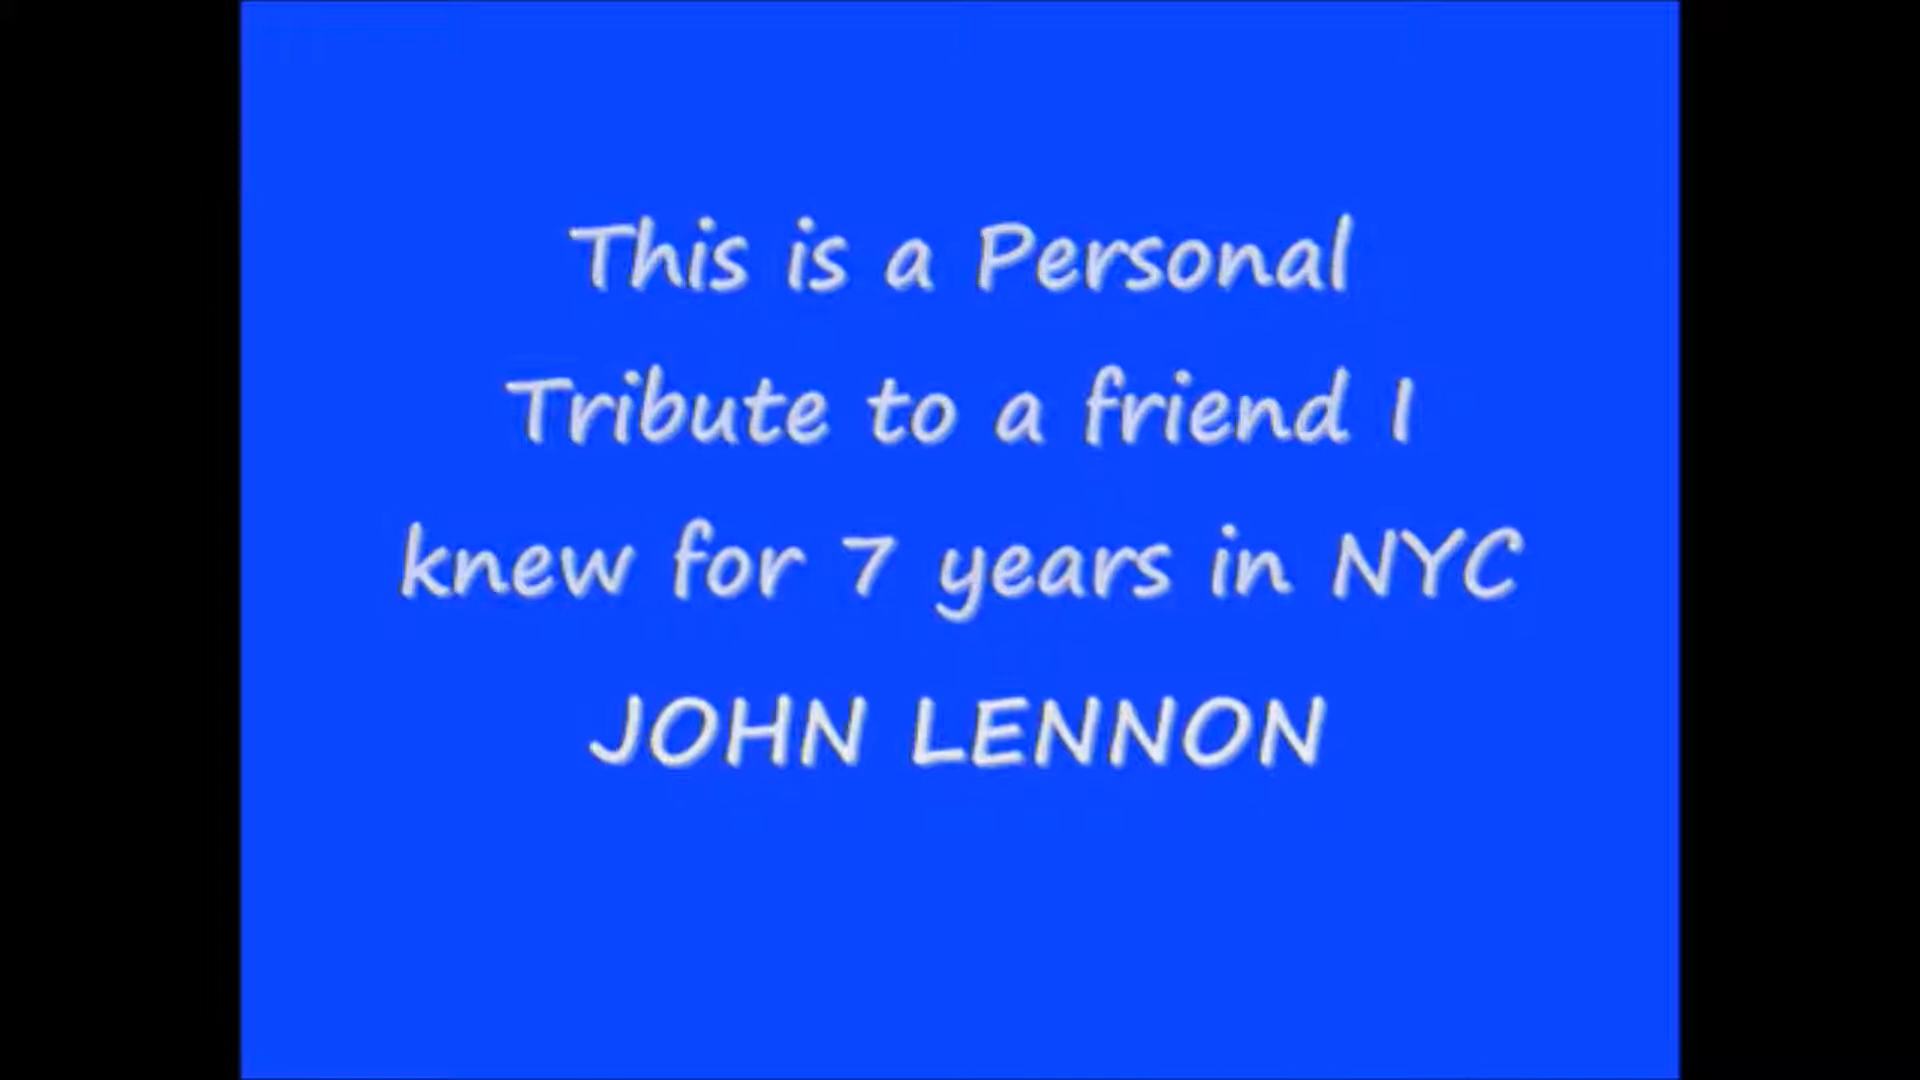 This is a Personal
Tribute to a friend I
knew for 7 years in NYC
JOHN LENNON